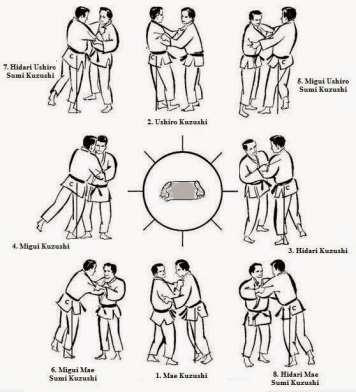 7. Hidari Ushiro
Sumi Kuzushi
2. Ushiro Kuzushi
5. Migui Ushiro
Sumi Kuzushi
4. Migui Kuzushi
3. Hidari Kuzushi
6. Migui Mae
Sumi Kuzushi
1. Mae Kuzushi
8. Hidari Mae
Sumi Kuzushi